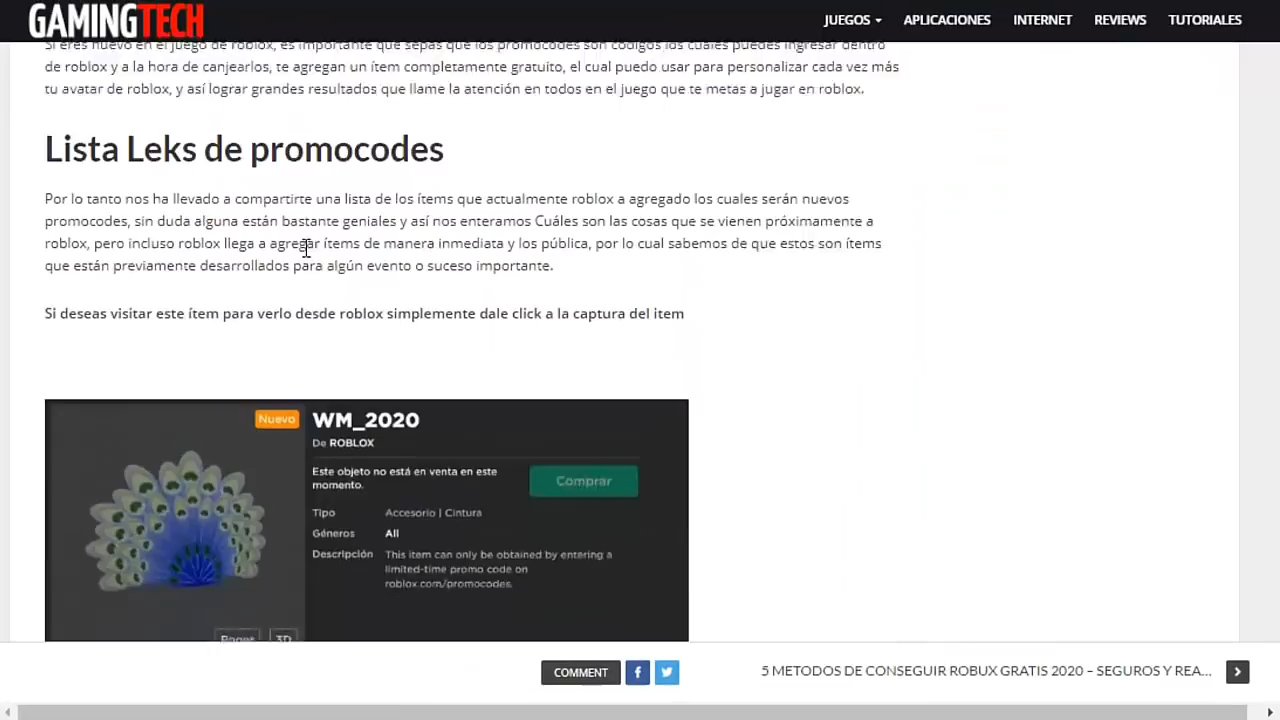 GAMINGTECH
JUEGOS
APLICACIONES
INTERNET
REVIEWS
TUTORIALES
Si eres nuevo en el juego de roblox, es importante que sepas que los promocodes son códigos los cuales puedes ingresar dentro
de roblox y a la hora de canjearlos, te agregan un ítem completamente gratuito, el cual puedo usar para personalizar cada vez más
tu avatar de roblox, y así lograr grandes resultados que llame la atención en todos en el juego que te metas a jugar en roblox.
Lista Leks de promocodes
Por lo tanto nos ha llevado a compartirte una lista de los ítems que actualmente roblox a agregado los cuales serán nuevos
promocodes, sin duda alguna están bastante geniales y así nos enteramos Cuáles son las cosas que se vienen próximamente a
roblox, pero incluso roblox llega a agregar ítems de manera inmediata y los pública, por lo cual sabemos de que estos son ítems
que están previamente desarrollados para algún evento o suceso importante.
Si deseas visitar este ítem para verlo desde roblox simplemente dale click a la captura del item
Nuevo
WM_2020
De ROBLOX
Este objeto no está en venta en este
momento.
Comprar
Tipo Accesorio | Cintura
Géneros All
Descripción This item can only be obtained by entering a
limited-time promo code on
roblox.com/promocodes.
3D
COMMENT
5 METODOS DE CONSEGUIR ROBUX GRATIS 2020 – SEGUROS Y REA...